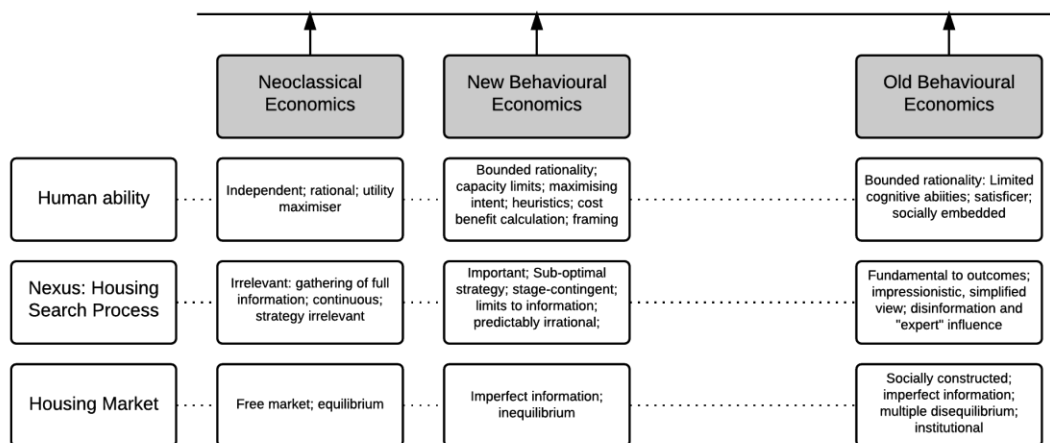 Neoclassical
Economics
New Behavioural
Economics
Old Behavioural
Economics
Human ability
Independent; rational; utility
maximiser
Bounded rationality;
capacity limits; maximising
intent; heuristics; cost
benefit calculation; framing
Bounded rationality: Limited
cognitive abiities; satisficer;
socially embedded
Nexus: Housing
Search Process
Irrelevant: gathering of full
information; continuous;
strategy irrelevant
Important; Sub-optimal
strategy; stage-contingent;
limits to information;
predictably irrational;
Fundamental to outcomes;
impressionistic, simplified
view; disinformation and
"expert" influence
Housing Market
Free market; equilibrium
Imperfect information;
inequilibrium
Socially constructed;
imperfect information;
multiple disequilibrium;
institutional